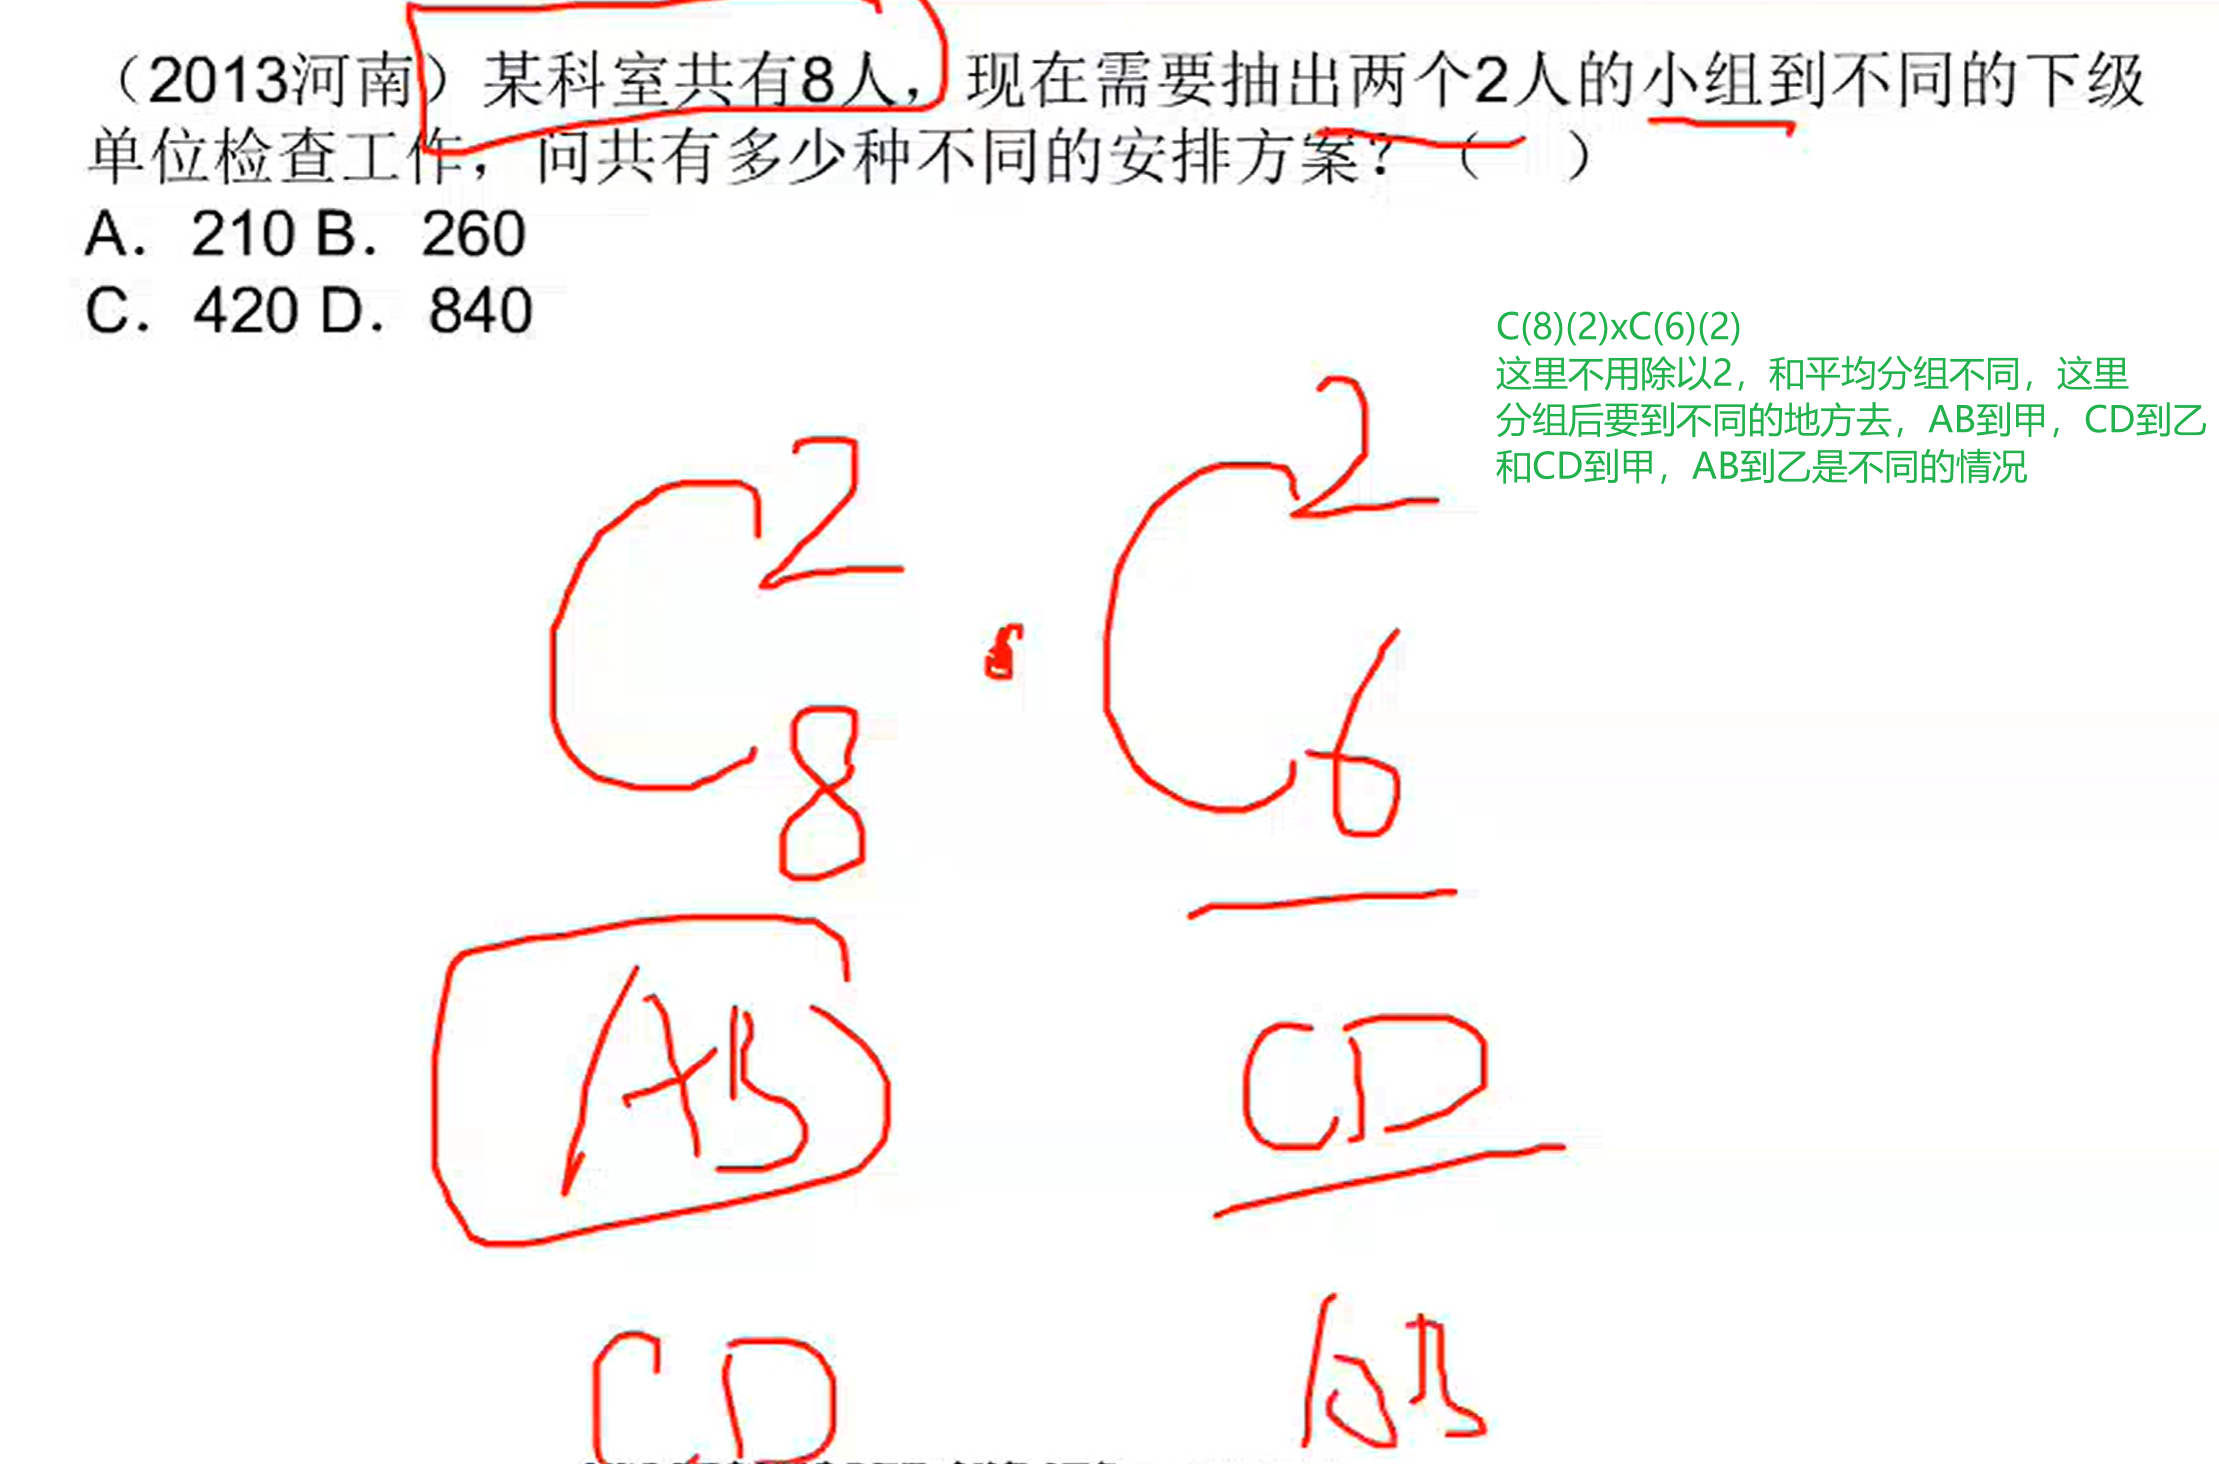 （2013河南）某科室共有8人，现在需要抽出两个2人的小组到不同的下级
单位检查工作，问共有多少种不同的安排方案？（ ）
A．210 B．260
C．420 D．840
C(8)(2)xC(6)(2)
这里不用除以2，和平均分组不同，这里
分组后要到不同的地方去，AB到甲，CD到乙
和CD到甲，AB到乙是不同的情况
C 2 8 · C 2 6
AB CD
CD AB